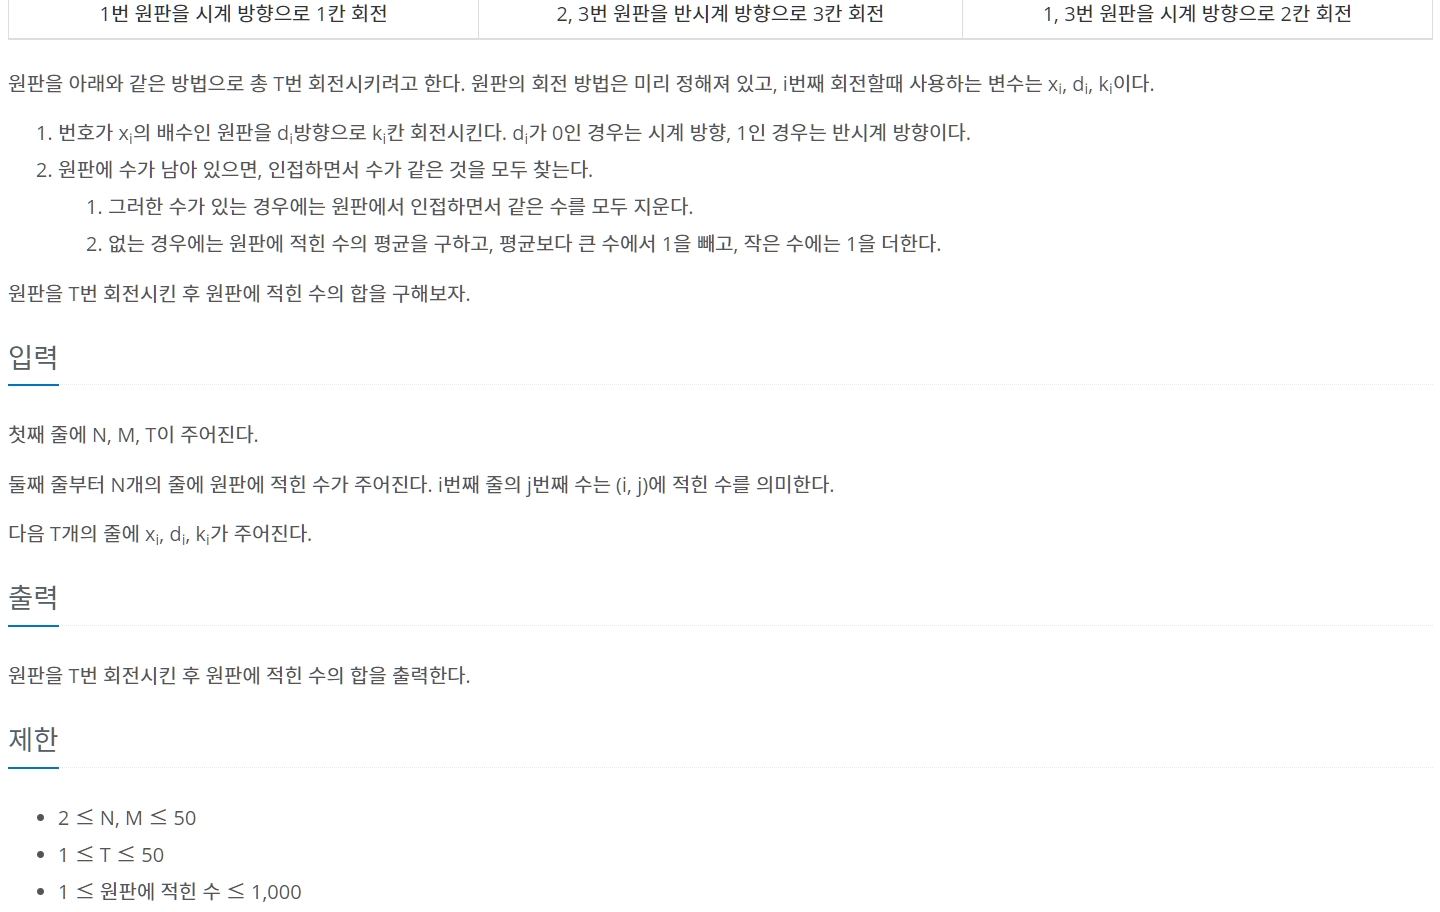 1번 원판을 시계 방향으로 1칸 회전
2, 3번 원판을 반시계 방향으로 3칸 회전
1, 3번 원판을 시계 방향으로 2칸 회전
원판을 아래와 같은 방법으로 총 T번 회전시키려고 한다. 원판의 회전 방법은 미리 정해져 있고, i번째 회전할때 사용하는 변수는 xi, di, ki이다.
1. 번호가 xi의 배수인 원판을 di방향으로 ki칸 회전시킨다. di가 0인 경우는 시계 방향, 1인 경우는 반시계 방향이다.
2. 원판에 수가 남아 있으면, 인접하면서 수가 같은 것을 모두 찾는다.
1. 그러한 수가 있는 경우에는 원판에서 인접하면서 같은 수를 모두 지운다.
2. 없는 경우에는 원판에 적힌 수의 평균을 구하고, 평균보다 큰 수에서 1을 빼고, 작은 수에는 1을 더한다.
원판을 T번 회전시킨 후 원판에 적힌 수의 합을 구해보자.
입력
첫째 줄에 N, M, T이 주어진다.
둘째 줄부터 N개의 줄에 원판에 적힌 수가 주어진다. i번째 줄의 j번째 수는 (i, j)에 적힌 수를 의미한다.
다음 T개의 줄에 xi, di, ki가 주어진다.
출력
원판을 T번 회전시킨 후 원판에 적힌 수의 합을 출력한다.
제한
• 2 ≤ N, M ≤ 50
• 1 ≤ T ≤ 50
• 1 ≤ 원판에 적힌 수 ≤ 1,000